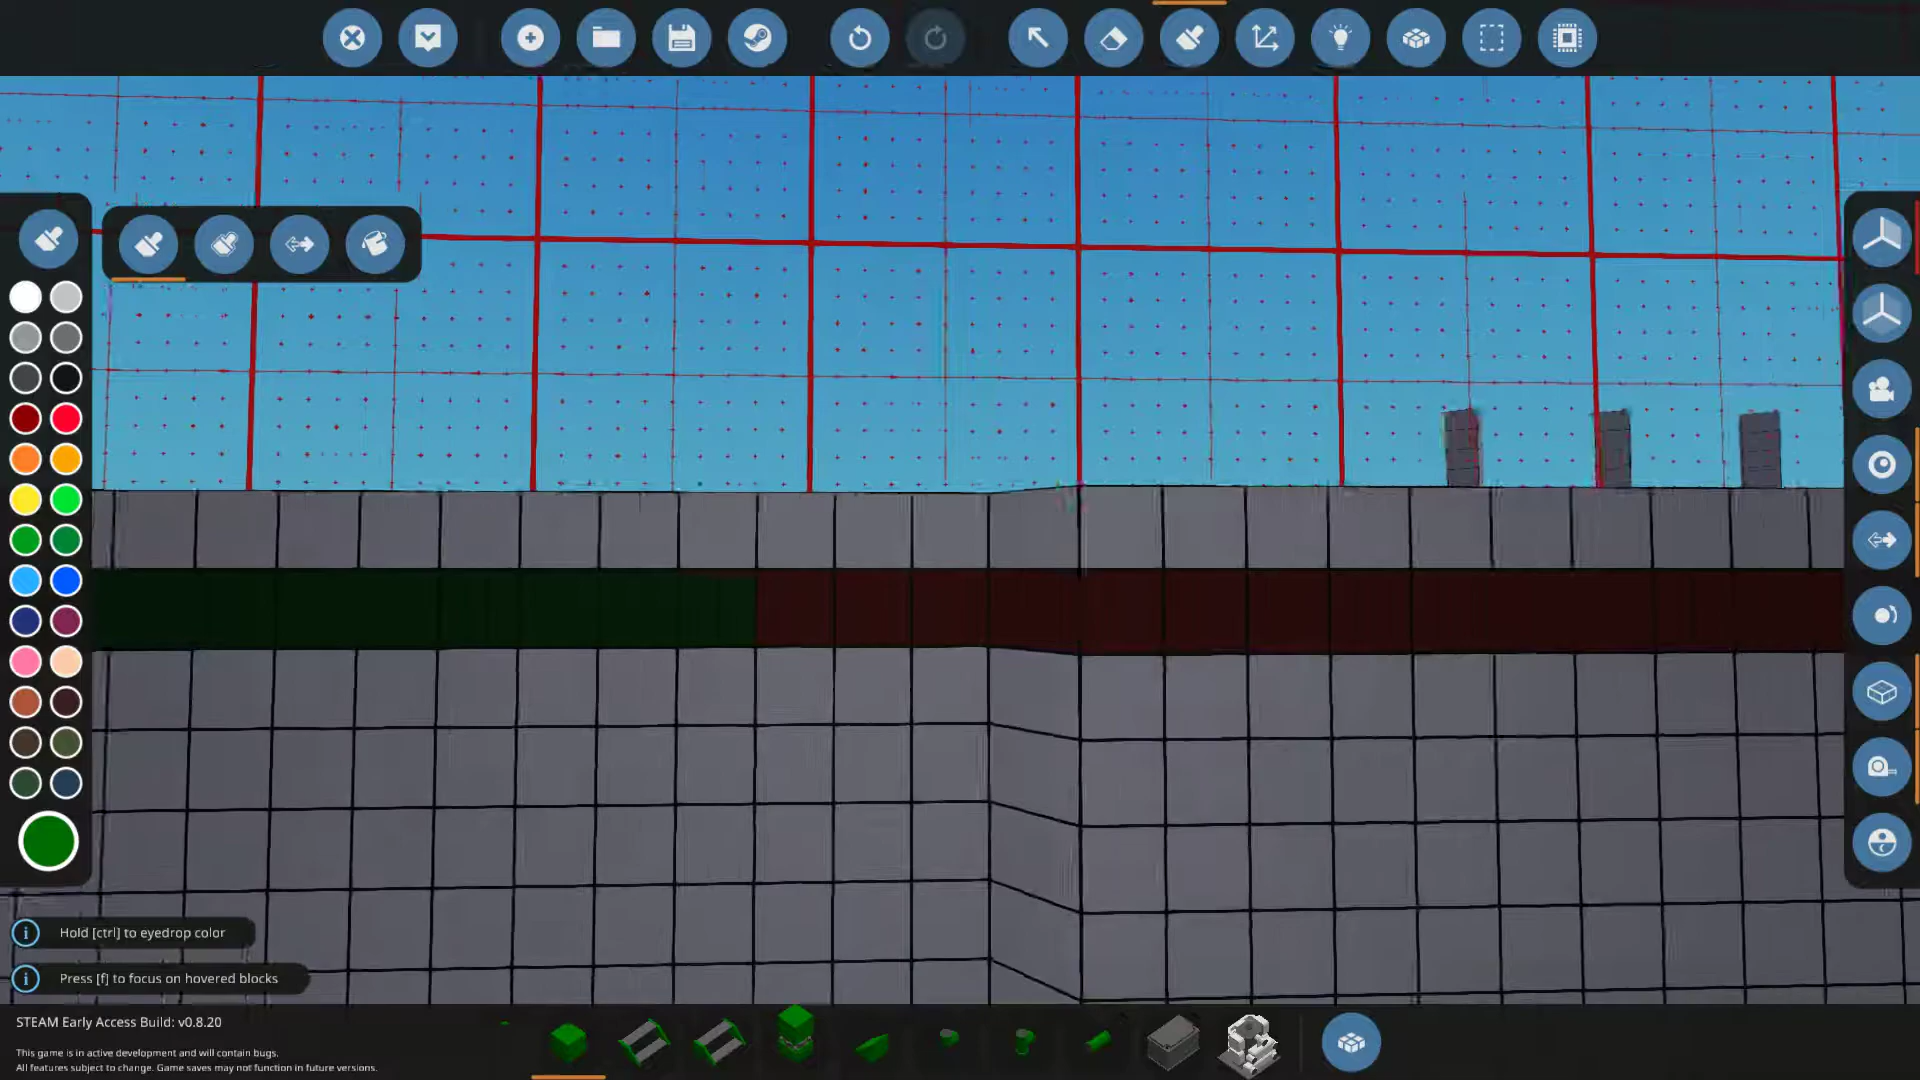 Hold [ctrl] to eyedrop color
Press [f] to focus on hovered blocks
STEAM Early Access Build: v0.8.20
This game is in active development and will contain bugs.
All features subject to change. Game saves may not function in future versions.